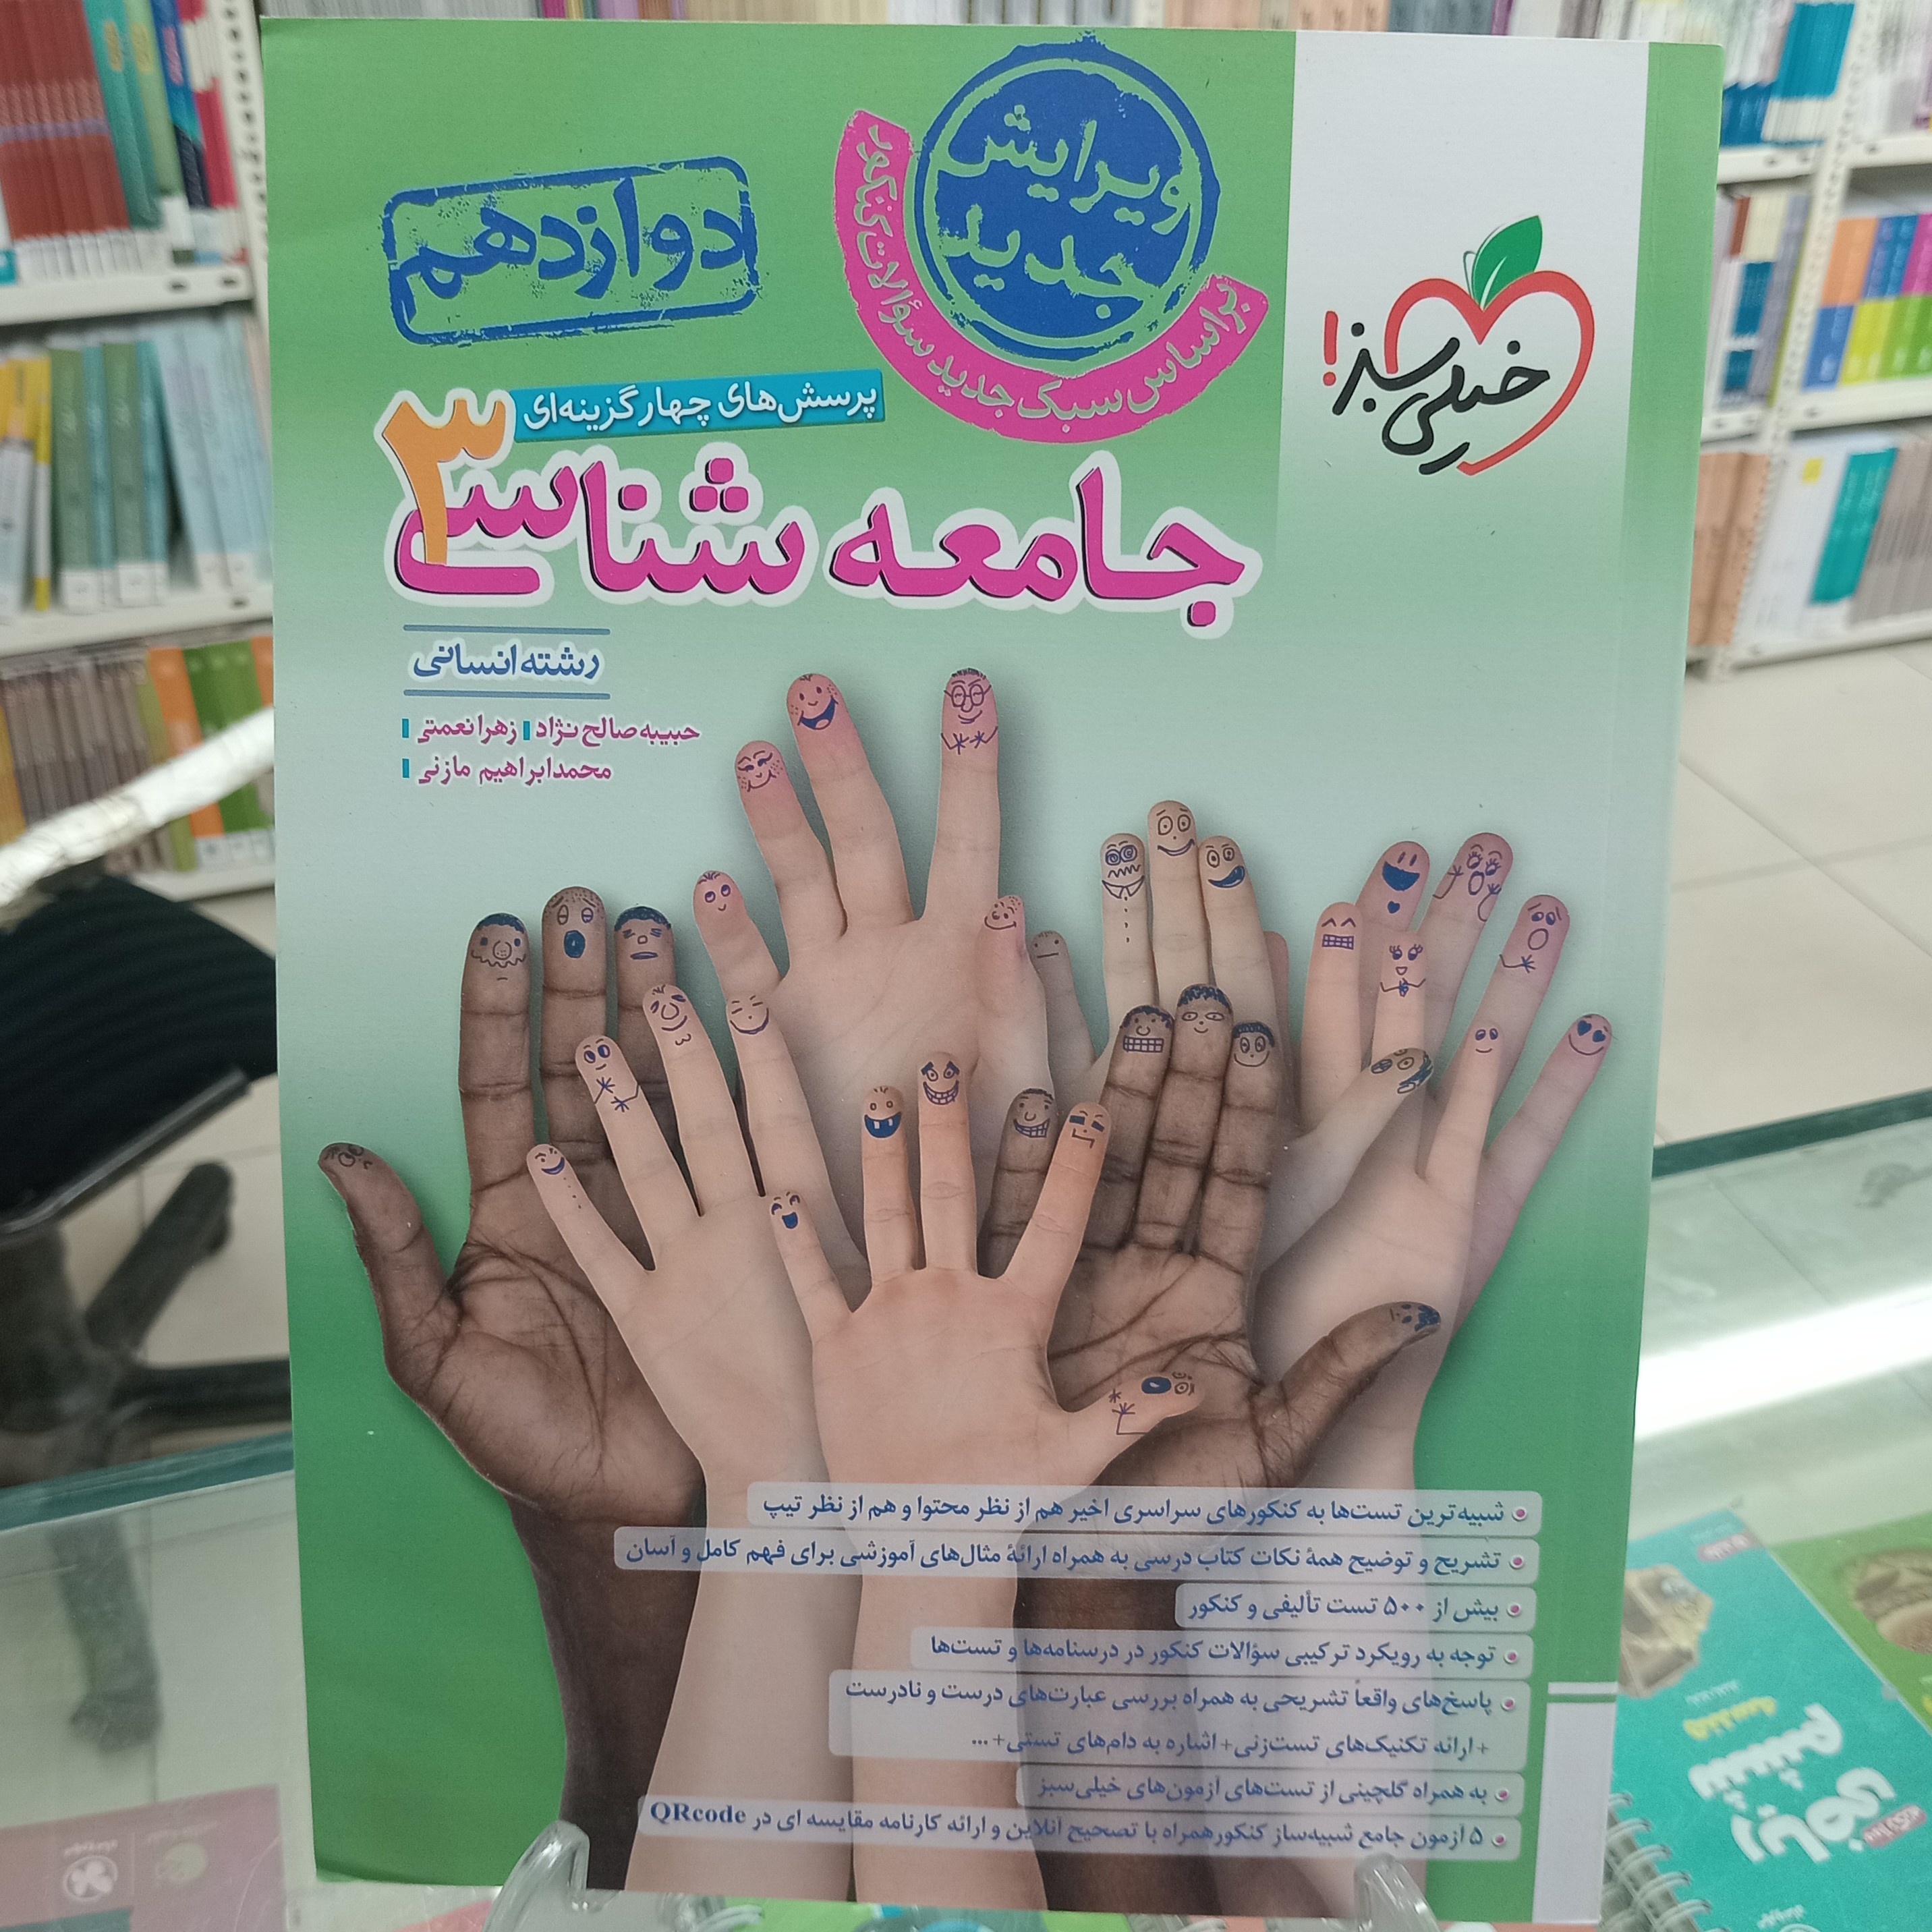 ویرایش
جدید
براساس سبک جدید سؤالات کنکور
دوازدهم
خیلی سبز!
پرسش‌های چهارگزینه‌ای
جامعه شناسی ۳
رشته انسانی
حبیبه صالح نژاد زهرا نعمتی
محمدابراهیم مازنی
شبیه‌ترین تست‌ها به کنکورهای سراسری اخیر هم از نظر محتوا و هم از نظر تیپ
تشریح و توضیح همهٔ نکات کتاب درسی به همراه ارائهٔ مثال‌های آموزشی برای فهم کامل و آسان
بیش از ۵۰۰ تست تألیفی و کنکور
توجه به رویکرد ترکیبی سؤالات کنکور در درسنامه‌ها و تست‌ها
پاسخ‌های واقعاً تشریحی به همراه بررسی عبارت‌های درست و نادرست
+ ارائه تکنیک‌های تست‌زنی + اشاره به دام‌های تستی + ...
به همراه گلچینی از تست‌های آزمون‌های خیلی‌سبز
۵ آزمون جامع شبیه‌ساز کنکور همراه با تصحیح آنلاین و ارائه کارنامه مقایسه ای در QRcode
ریاضی
ششم